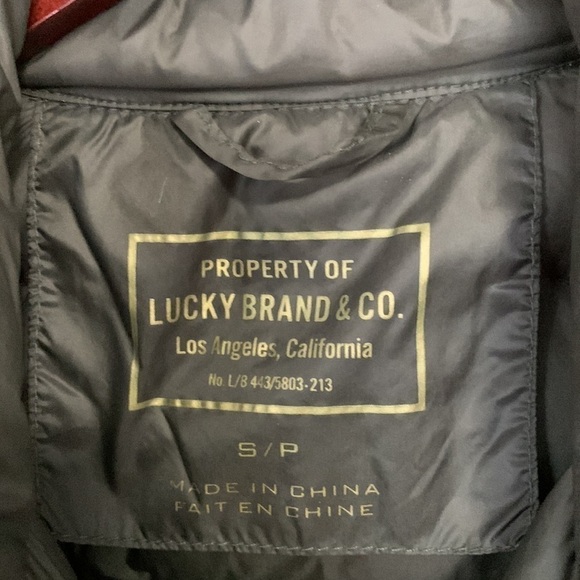 PROPERTY OF
LUCKY BRAND & CO.
Los Angeles, California
No. L/8 443/5803-213
S/P
MADE IN CHINA
FAIT EN CHINE